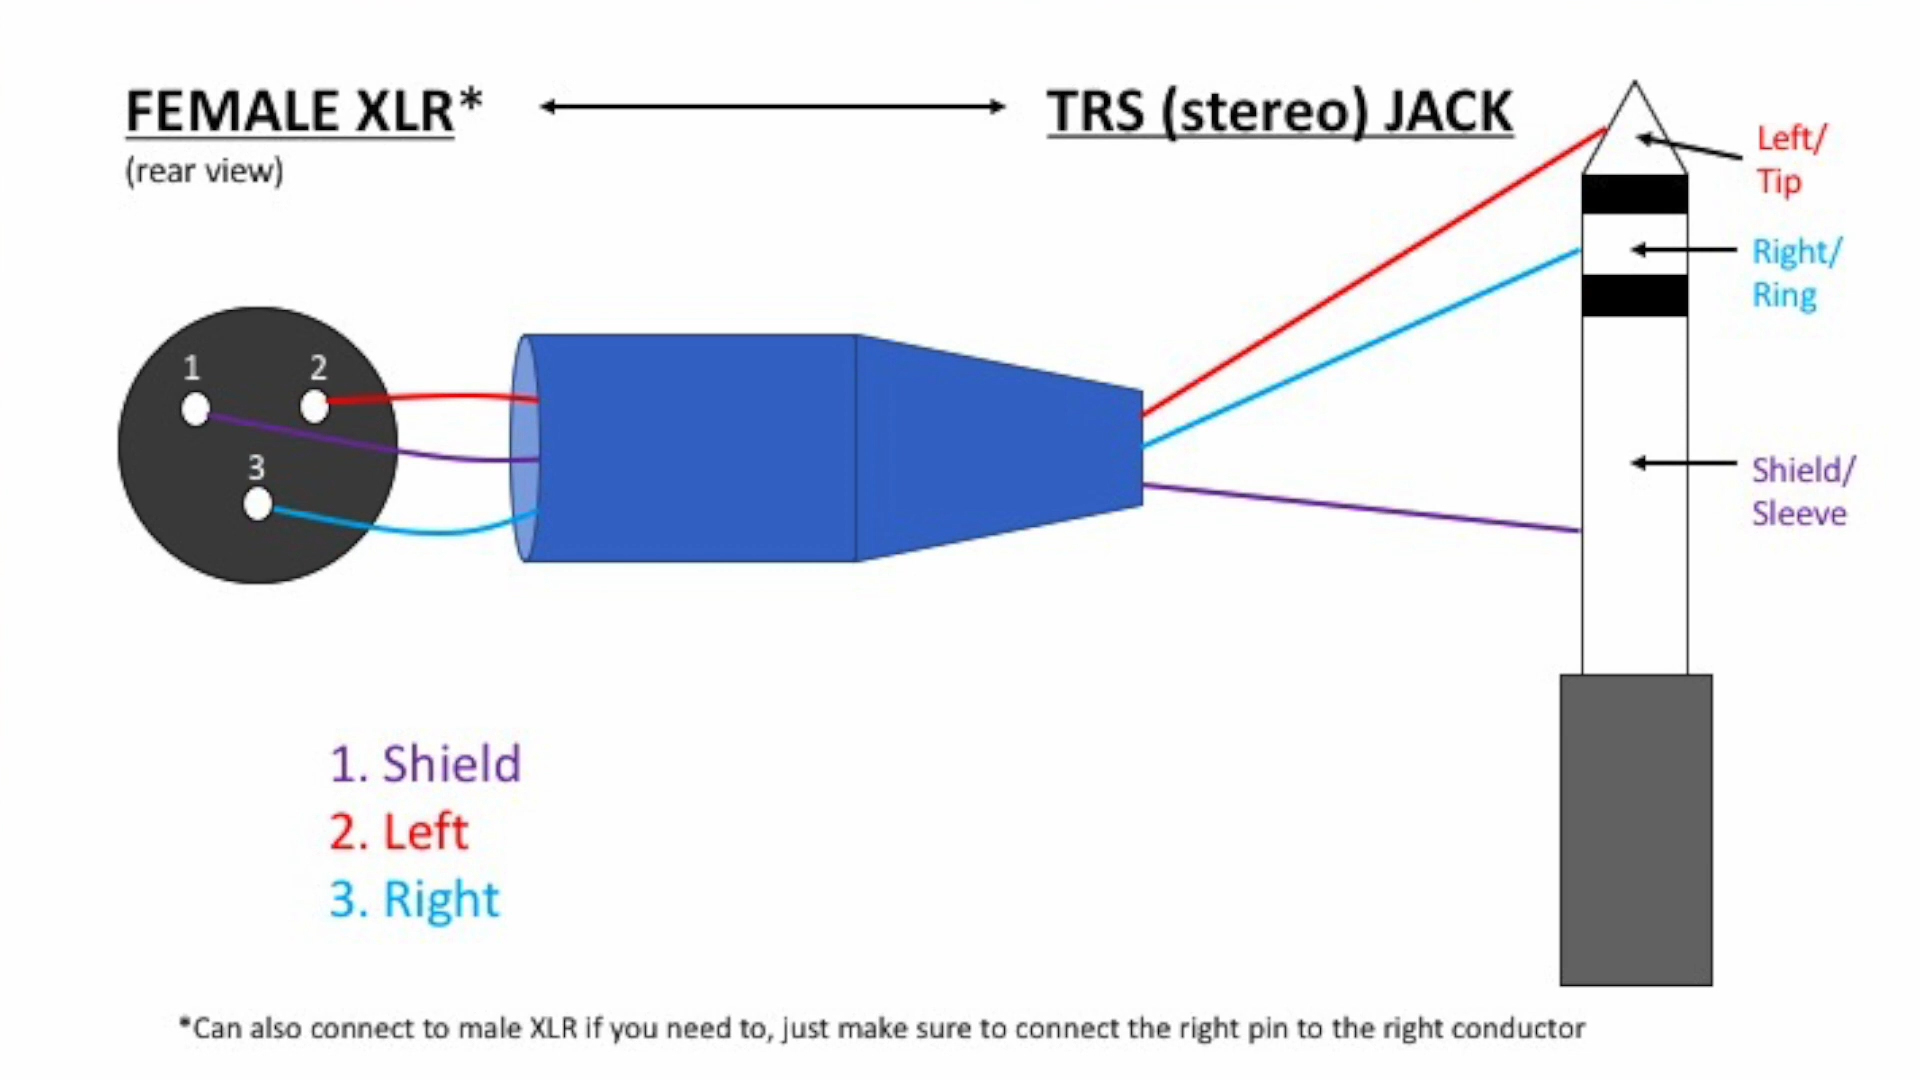 FEMALE XLR*
(rear view)
TRS (stereo) JACK
Left/
Tip
Right/
Ring
1
2
3
Shield/
Sleeve
1. Shield
2. Left
3. Right
*Can also connect to male XLR if you need to, just make sure to connect the right pin to the right conductor